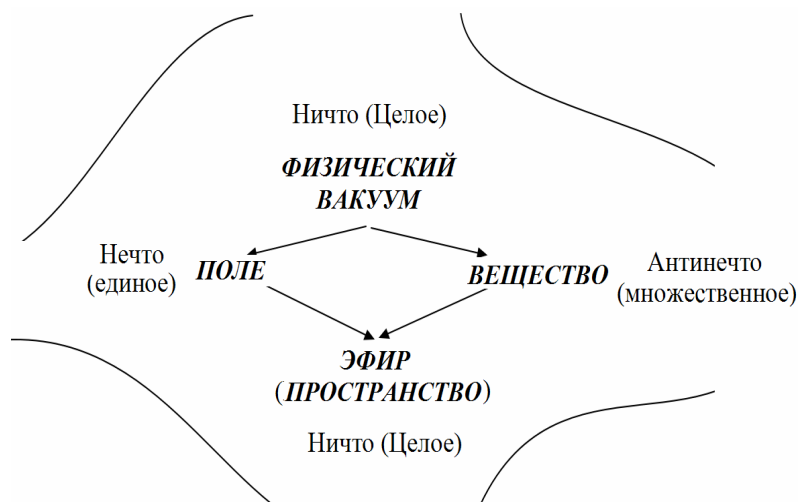 Ничто (Целое)
ФИЗИЧЕСКИЙ
ВАКУУМ
Нечто
(единое)
ПОЛЕ
ВЕЩЕСТВО
Антинечто
(множественное)
ЭФИР
(ПРОСТРАНСТВО)
Ничто (Целое)